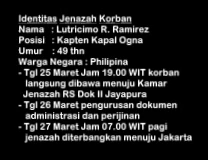 Identitas Jenazah Korban
Nama : Lutricimo R. Ramirez
Posisi : Kapten Kapal Ogna
Umur : 49 thn
Warga Negara : Philipina
- Tgl 25 Maret Jam 19.00 WIT korban
langsung dibawa menuju Kamar
Jenazah RS Dok II Jayapura
- Tgl 26 Maret pengurusan dokumen
administrasi dan perijinan
- Tgl 27 Maret Jam 07.00 WIT pagi
jenazah diterbangkan menuju Jakarta